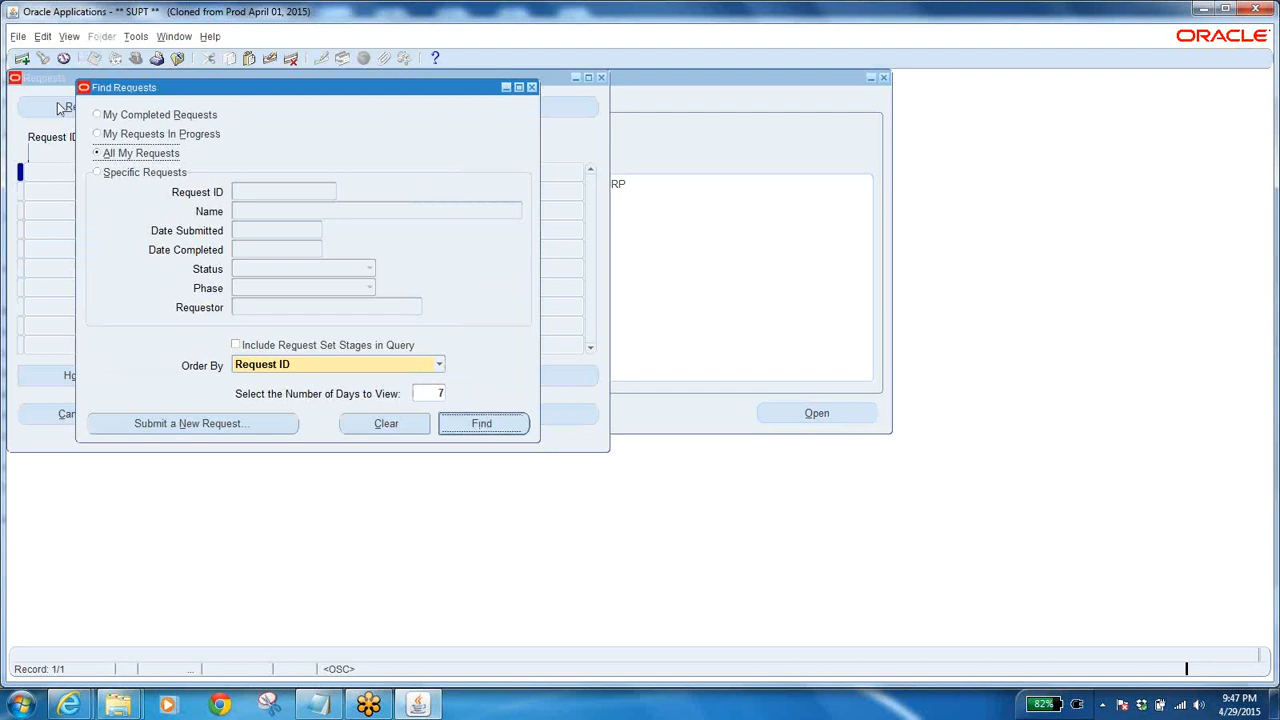 Oracle Applications - ** SUPT ** (Cloned from Prod April 01, 2015)
File Edit View Folder Tools Window Help
ORACLE
Requests
Find Requests
My Completed Requests
My Requests In Progress
All My Requests
Specific Requests
Request ID
Request ID
Name
Date Submitted
Date Completed
Status
Phase
Requestor
Include Request Set Stages in Query
Order By Request ID
Select the Number of Days to View: 7
Submit a New Request... Clear Find
RP
Open
Record: 1/1 ... <OSC>
82%
9:47 PM
4/29/2015